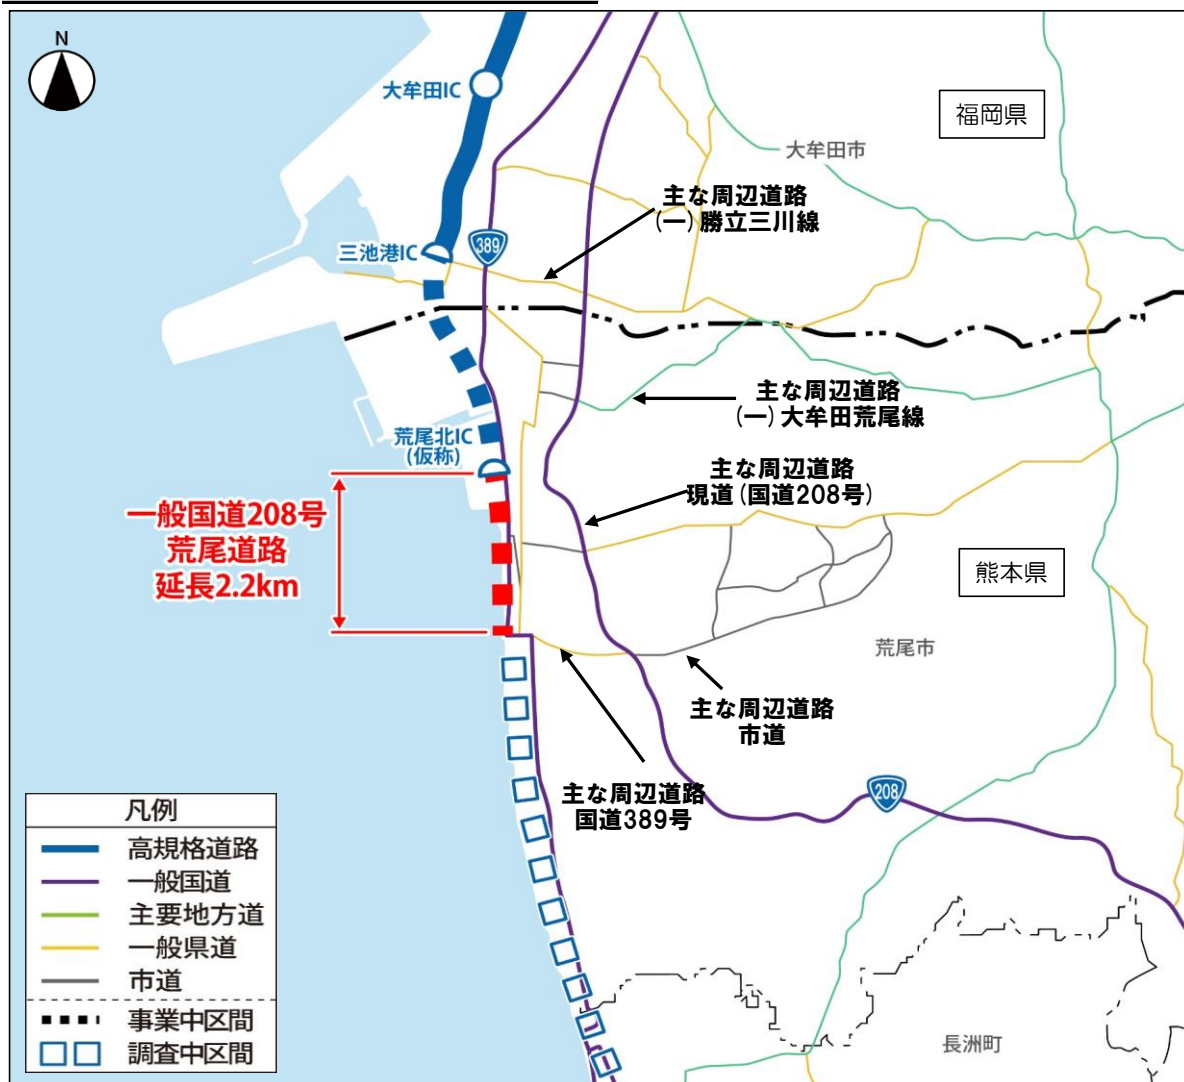 N
大牟田IC
福岡県
大牟田市
主な周辺道路
(一)勝立三川線
三池港IC
389
主な周辺道路
(一)大牟田荒尾線
荒尾北IC
(仮称)
主な周辺道路
現道(国道208号)
一般国道208号
荒尾道路
延長2.2km
熊本県
荒尾市
主な周辺道路
市道
主な周辺道路
国道389号
208
凡例
高規格道路
一般国道
主要地方道
一般県道
市道
事業中区間
調査中区間
長洲町